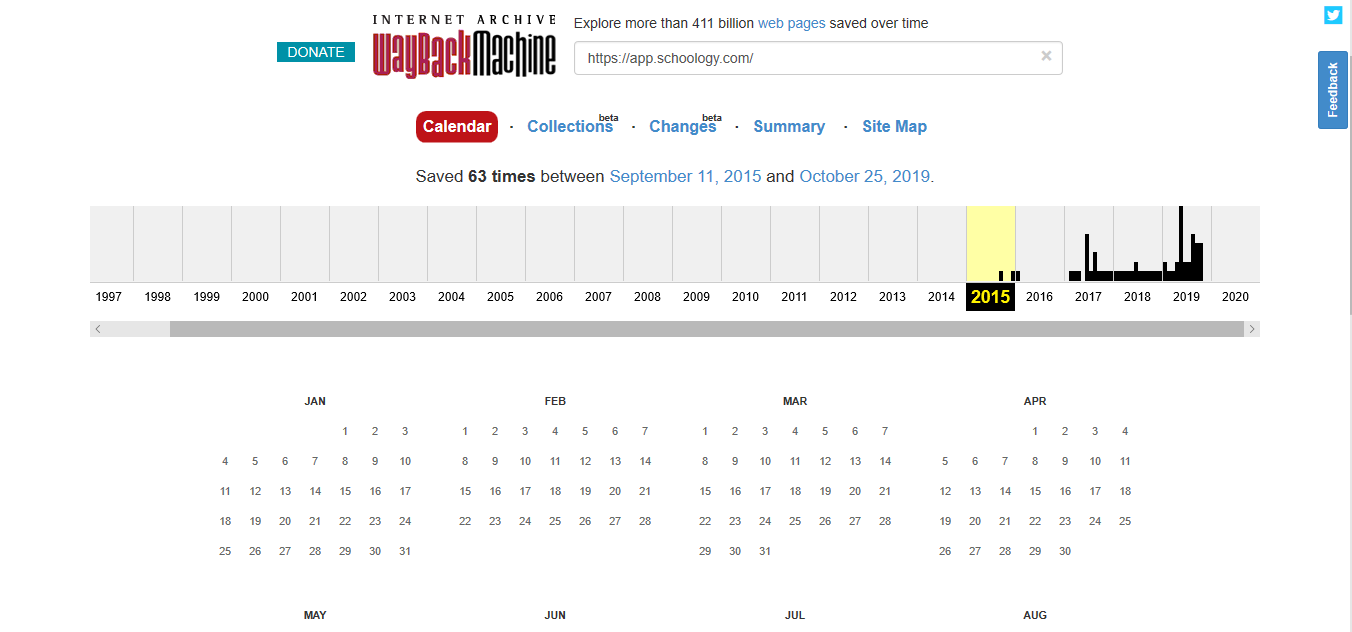 INTERNET ARCHIVE
WayBackMachine
DONATE
Explore more than 411 billion web pages saved over time
https://app.schoology.com/
×
Feedback
Calendar · Collections beta · Changes beta · Summary · Site Map
Saved 63 times between September 11, 2015 and October 25, 2019.
1997 1998 1999 2000 2001 2002 2003 2004 2005 2006 2007 2008 2009 2010 2011 2012 2013 2014 2015 2016 2017 2018 2019 2020
JAN FEB MAR APR
1 2 3 1 2 3 4 5 6 7 1 2 3 4 5 6 7 1 2 3 4
4 5 6 7 8 9 10 8 9 10 11 12 13 14 8 9 10 11 12 13 14 5 6 7 8 9 10 11
11 12 13 14 15 16 17 15 16 17 18 19 20 21 15 16 17 18 19 20 21 12 13 14 15 16 17 18
18 19 20 21 22 23 24 22 23 24 25 26 27 28 22 23 24 25 26 27 28 19 20 21 22 23 24 25
25 26 27 28 29 30 31 29 30 31 26 27 28 29 30
MAY JUN JUL AUG